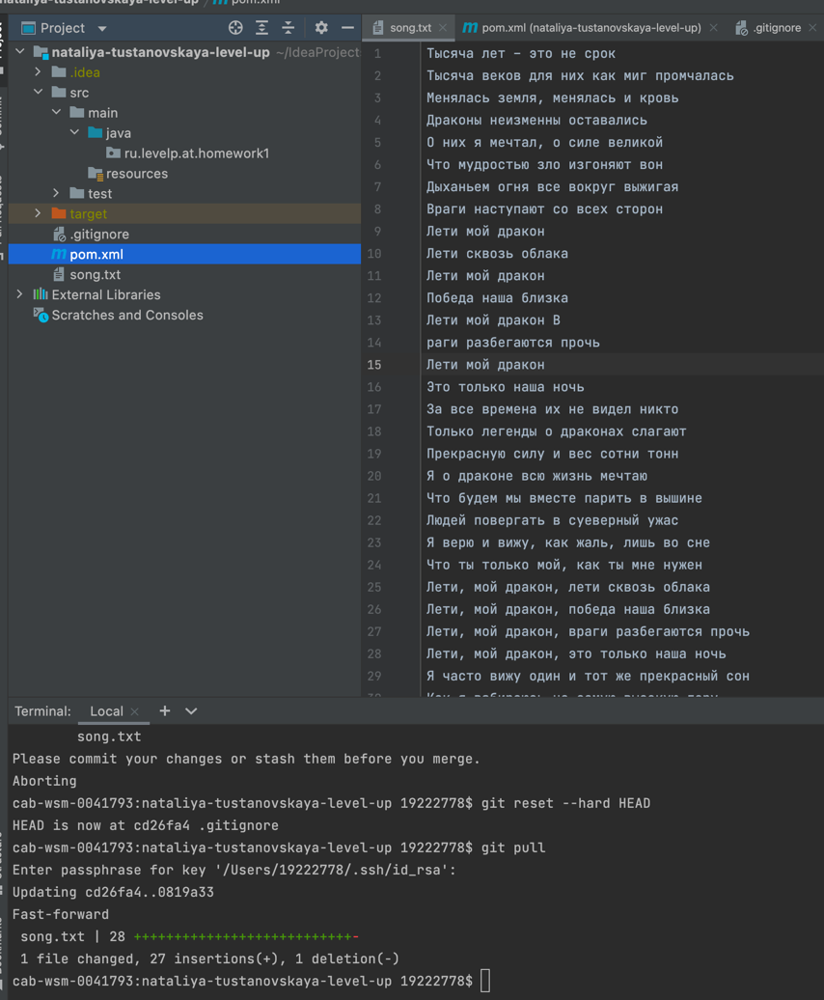 nataliya-tustanovskaya-level-up / pom.xml
Project
song.txt
pom.xml (nataliya-tustanovskaya-level-up)
.gitignore
nataliya-tustanovskaya-level-up ~/IdeaProject
.idea
src
main
java
ru.levelp.at.homework1
resources
test
target
.gitignore
pom.xml
song.txt
External Libraries
Scratches and Consoles
1 Тысяча лет – это не срок
2 Тысяча веков для них как миг промчалась
3 Менялась земля, менялась и кровь
4 Драконы неизменны оставались
5 О них я мечтал, о силе великой
6 Что мудростью зло изгоняют вон
7 Дыханьем огня все вокруг выжигая
8 Враги наступают со всех сторон
9 Лети мой дракон
10 Лети сквозь облака
11 Лети мой дракон
12 Победа наша близка
13 Лети мой дракон В
14 раги разбегаются прочь
15 Лети мой дракон
16 Это только наша ночь
17 За все времена их не видел никто
18 Только легенды о драконах слагают
19 Прекрасную силу и вес сотни тонн
20 Я о драконе всю жизнь мечтаю
21 Что будем мы вместе парить в вышине
22 Людей повергать в суеверный ужас
23 Я верю и вижу, как жаль, лишь во сне
24 Что ты только мой, как ты мне нужен
25 Лети, мой дракон, лети сквозь облака
26 Лети, мой дракон, победа наша близка
27 Лети, мой дракон, враги разбегаются прочь
28 Лети, мой дракон, это только наша ночь
29 Я часто вижу один и тот же прекрасный сон
Terminal: Local
song.txt
Please commit your changes or stash them before you merge.
Aborting
cab-wsm-0041793:nataliya-tustanovskaya-level-up 19222778$ git reset --hard HEAD
HEAD is now at cd26fa4 .gitignore
cab-wsm-0041793:nataliya-tustanovskaya-level-up 19222778$ git pull
Enter passphrase for key '/Users/19222778/.ssh/id_rsa':
Updating cd26fa4..0819a33
Fast-forward
song.txt | 28 +++++++++++++++++++++++++++-
1 file changed, 27 insertions(+), 1 deletion(-)
cab-wsm-0041793:nataliya-tustanovskaya-level-up 19222778$